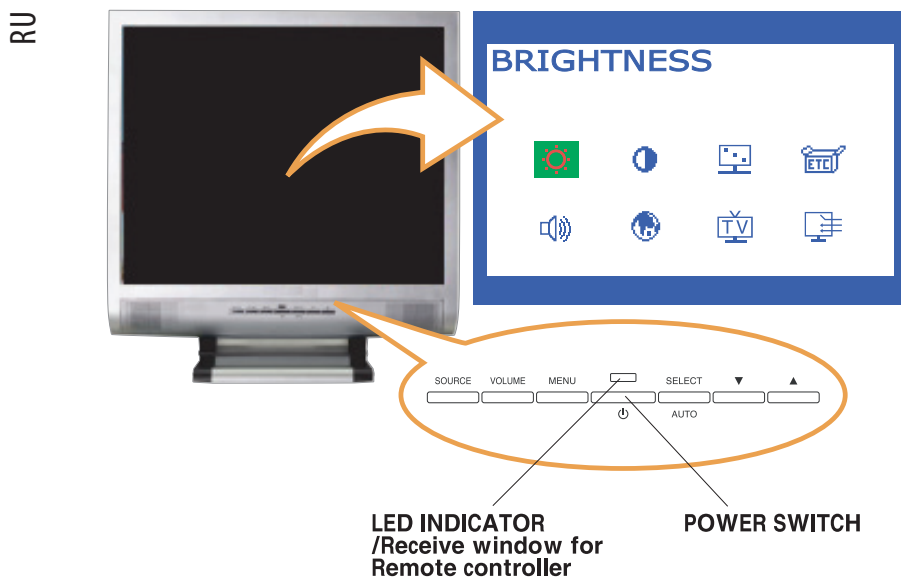 RU
BRIGHTNESS
ETC
TV
SOURCE VOLUME MENU SELECT ▼ ▲
AUTO
LED INDICATOR
/Receive window for
Remote controller
POWER SWITCH